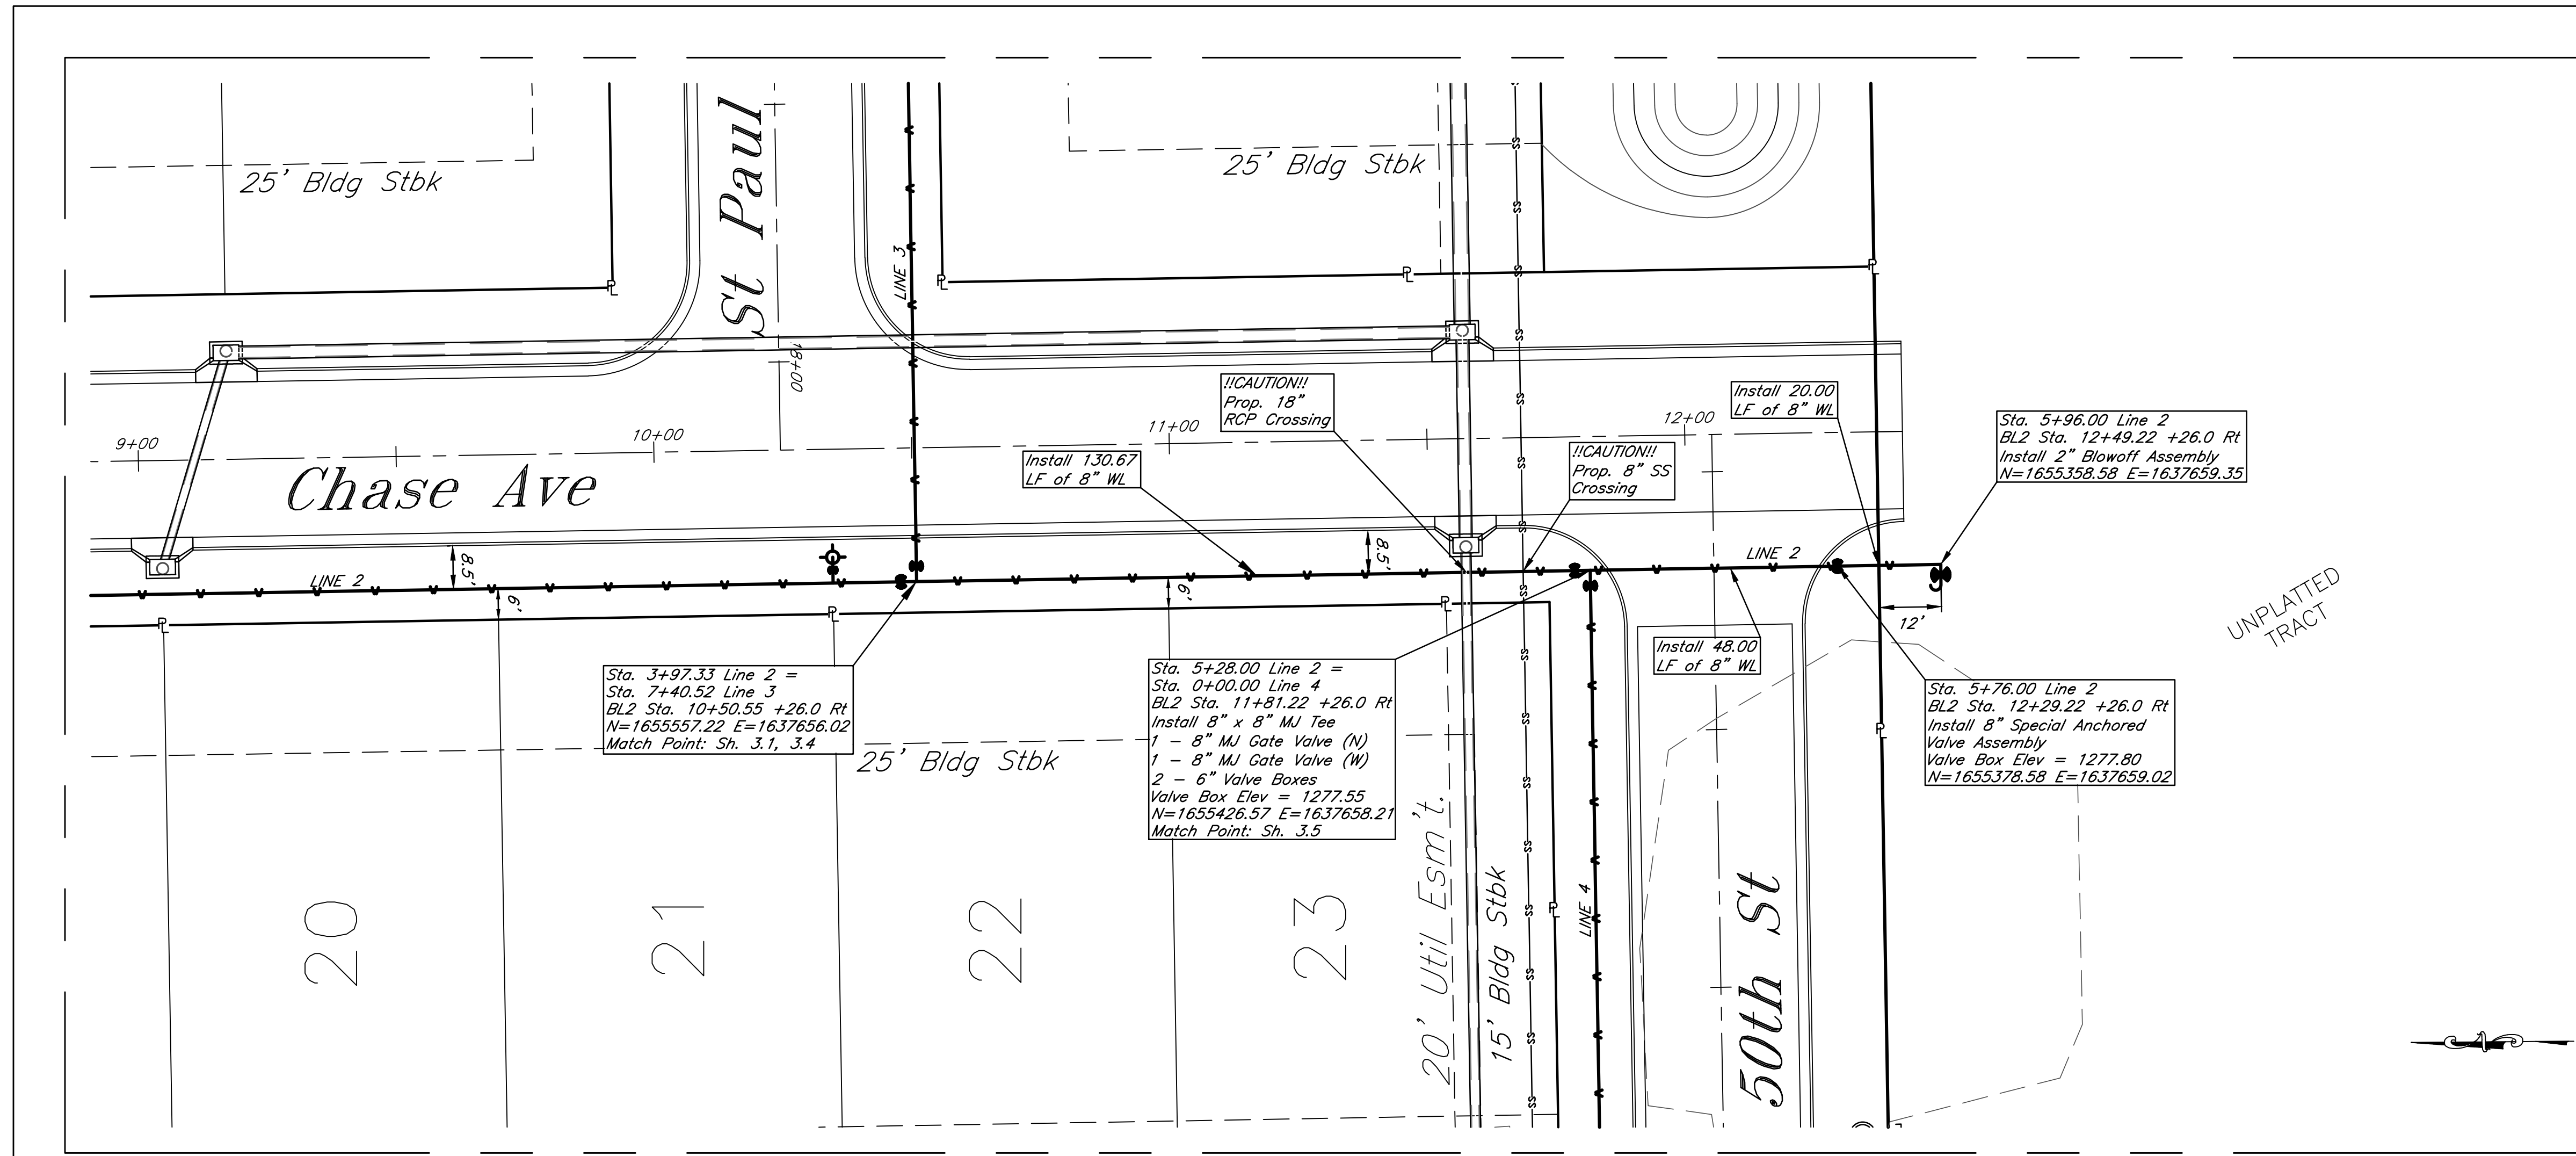 25' Bldg Stbk
St Paul
LINE 3
25' Bldg Stbk
18+00
!!CAUTION!!
Prop. 18"
RCP Crossing
Install 20.00
LF of 8" WL
9+00
10+00
11+00
12+00
Sta. 5+96.00 Line 2
BL2 Sta. 12+49.22 +26.0 Rt
Install 2" Blowoff Assembly
N=1655358.58 E=1637659.35
Chase Ave
Install 130.67
LF of 8" WL
!!CAUTION!!
Prop. 8" SS
Crossing
8.5'
8.5'
LINE 2
LINE 2
6'
6'
12'
UNPLATTED
TRACT
Install 48.00
LF of 8" WL
Sta. 3+97.33 Line 2 =
Sta. 7+40.52 Line 3
BL2 Sta. 10+50.55 +26.0 Rt
N=1655557.22 E=1637656.02
Match Point: Sh. 3.1, 3.4
Sta. 5+28.00 Line 2 =
Sta. 0+00.00 Line 4
BL2 Sta. 11+81.22 +26.0 Rt
Install 8" x 8" MJ Tee
1 - 8" MJ Gate Valve (N)
1 - 8" MJ Gate Valve (W)
2 - 6" Valve Boxes
Valve Box Elev = 1277.55
N=1655426.57 E=1637658.21
Match Point: Sh. 3.5
Sta. 5+76.00 Line 2
BL2 Sta. 12+29.22 +26.0 Rt
Install 8" Special Anchored
Valve Assembly
Valve Box Elev = 1277.80
N=1655378.58 E=1637659.02
25' Bldg Stbk
20
21
22
23
20' Util Esm't.
15' Bldg Stbk
LINE 4
50th St